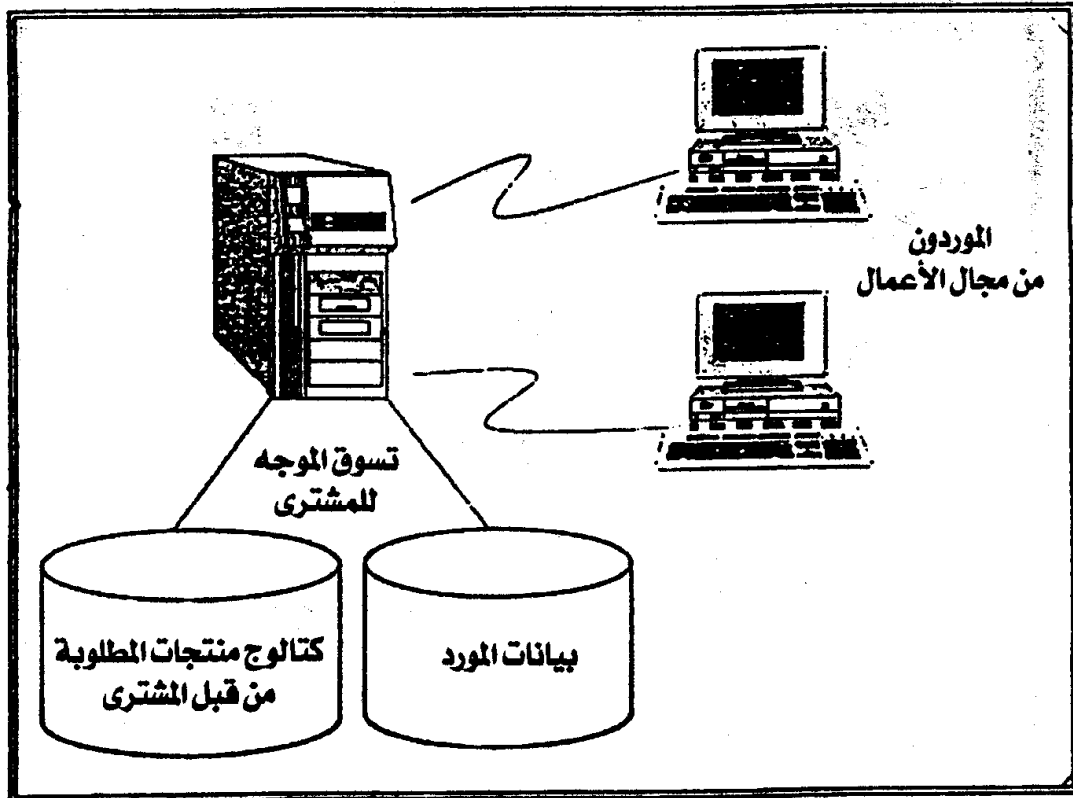 الموردون
من مجال الأعمال
تسوق الموجه
للمشترى
كتالوج منتجات المطلوبة
من قبل المشترى
بيانات المورد